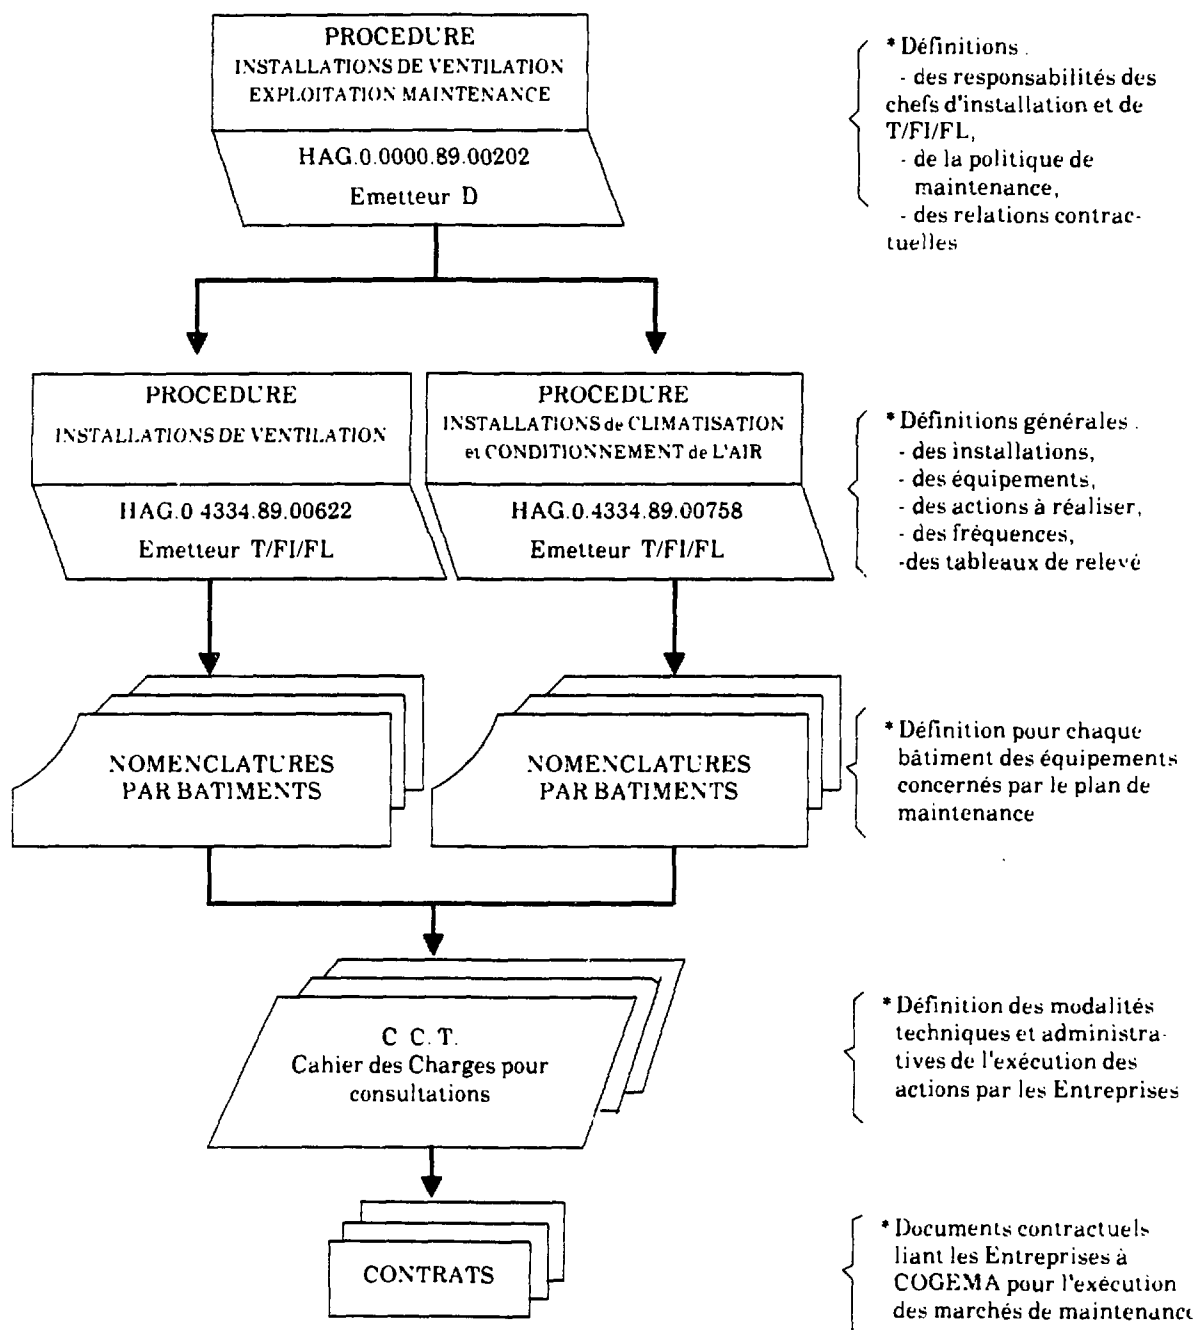 PROCEDURE
INSTALLATIONS DE VENTILATION
EXPLOITATION MAINTENANCE
HAG.0.0000.89.00202
Emetteur D
* Définitions .
- des responsabilités des
chefs d'installation et de
T/FI/FL,
- de la politique de
maintenance,
- des relations contrac-
tuelles
PROCEDURE
INSTALLATIONS DE VENTILATION
HAG.0 4334.89.00622
Emetteur T/FI/FL
PROCEDURE
INSTALLATIONS de CLIMATISATION
et CONDITIONNEMENT de L'AIR
HAG.0.4334.89.00758
Emetteur T/FI/FL
* Définitions générales .
- des installations,
- des équipements,
- des actions à réaliser,
- des fréquences,
-des tableaux de relevé
NOMENCLATURES
PAR BATIMENTS
NOMENCLATURES
PAR BATIMENTS
* Définition pour chaque
bâtiment des équipements
concernés par le plan de
maintenance
C C.T.
Cahier des Charges pour
consultations
* Définition des modalités
techniques et administra-
tives de l'exécution des
actions par les Entreprises
CONTRATS
* Documents contractuels
liant les Entreprises à
COGEMA pour l'exécution
des marchés de maintenance